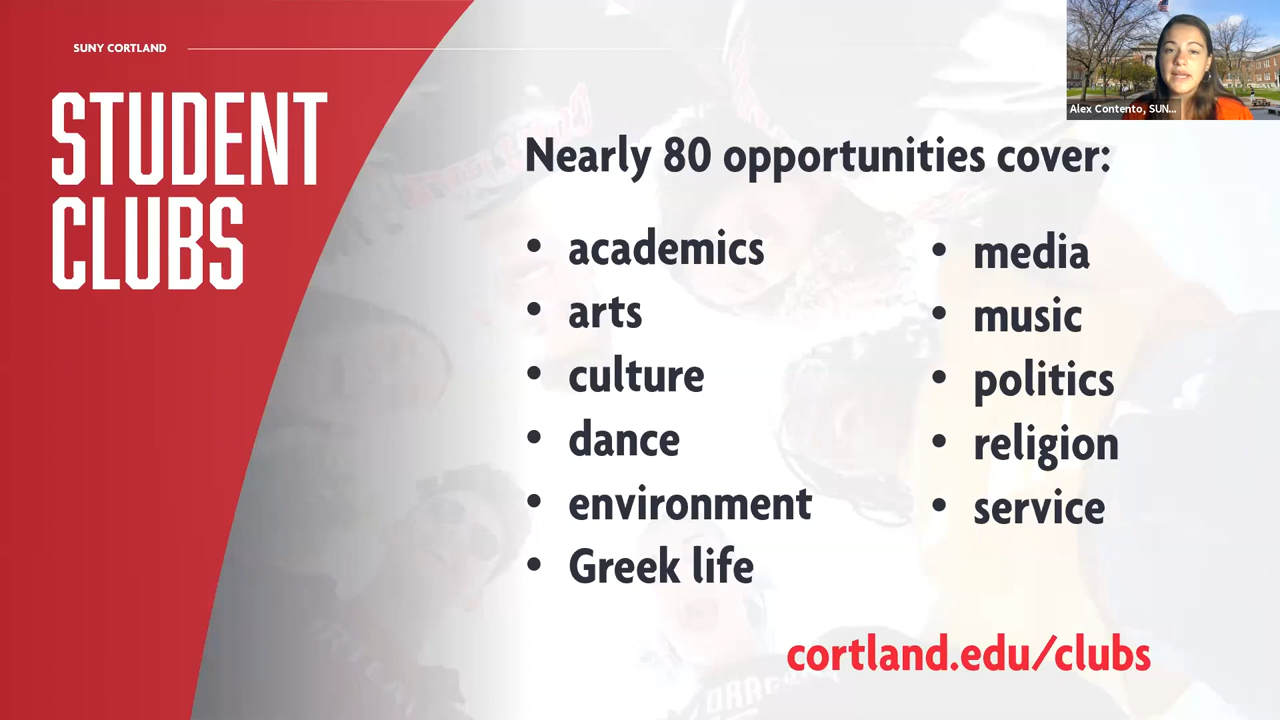 SUNY CORTLAND
STUDENT
CLUBS
Alex Contento, SUN...
Nearly 80 opportunities cover:
• academics
• arts
• culture
• dance
• environment
• Greek life
• media
• music
• politics
• religion
• service
cortland.edu/clubs